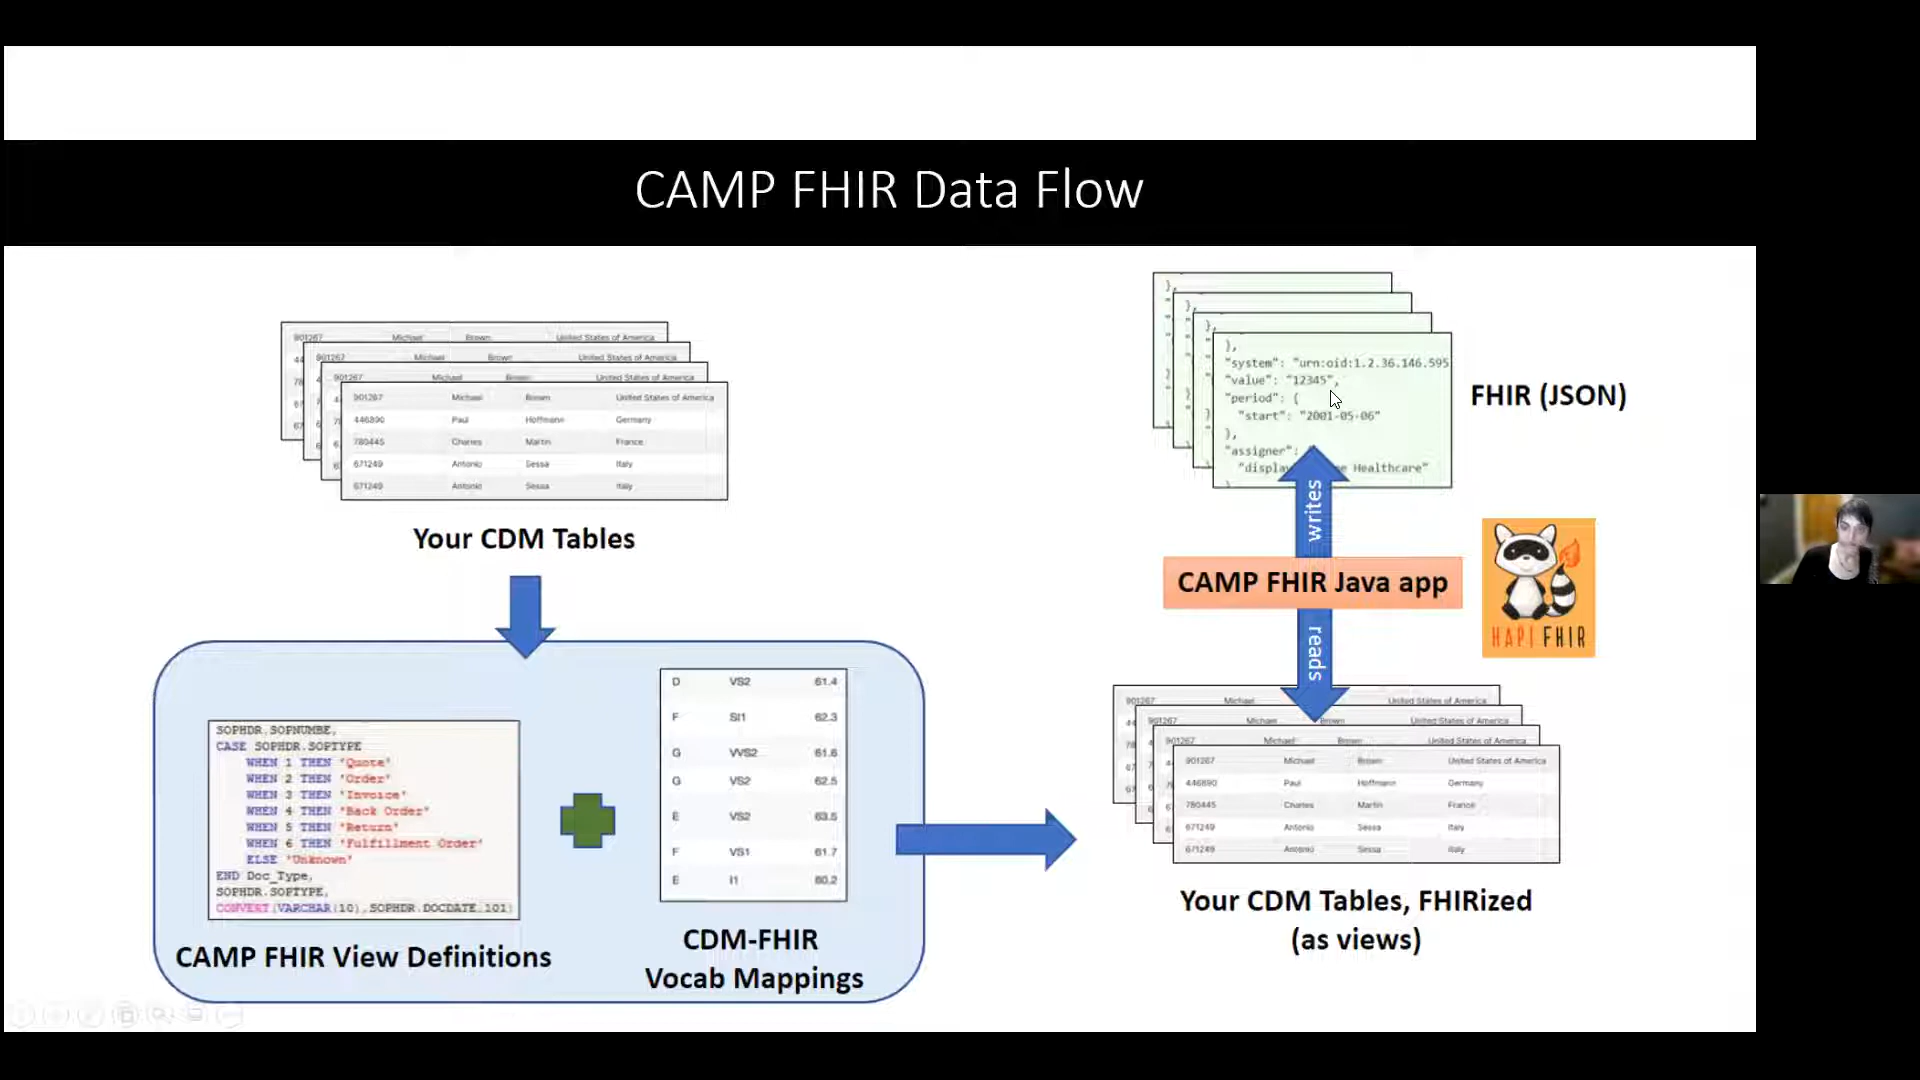 CAMP FHIR Data Flow
901267 Michael Brown United States of America
901267 Michael Brown United States of America
901267 Michael Brown United States of America
901267 Michael Brown United States of America
446890 Paul Hoffmann Germany
780445 Charles Martin France
671249 Antonio Sessa Italy
671249 Antonio Sessa Italy
Your CDM Tables
SOPHDR.SOPNUMBE,
CASE SOPHDR.SOPTYPE
WHEN 1 THEN 'Quote'
WHEN 2 THEN 'Order'
WHEN 3 THEN 'Invoice'
WHEN 4 THEN 'Back Order'
WHEN 5 THEN 'Return'
WHEN 6 THEN 'Fulfillment Order'
ELSE 'Unknown'
END Doc_Type,
SOPHDR.SOPTYPE,
CONVERT(VARCHAR(10),SOPHDR.DOCDATE,101)
CAMP FHIR View Definitions
D VS2 61.4
F SI1 62.3
G VVS2 61.6
G VS2 62.5
E VS2 63.5
F VS1 61.7
E I1 60.2
CDM-FHIR
Vocab Mappings
},
"system": "urn:oid:1.2.36.146.595
"value": "12345",
"period": {
"start": "2001-05-06"
},
"assigner":
Healthcare"
FHIR (JSON)
writes
CAMP FHIR Java app
reads
HAPI FHIR
901267 Michael United States of America
901267 Michael Brown United States of America
901267 Michael Brown United States of America
901267 Michael Brown United States of America
446890 Paul Hoffmann Germany
780445 Charles Martin France
671249 Antonio Sessa Italy
671249 Antonio Sessa Italy
Your CDM Tables, FHIRized
(as views)